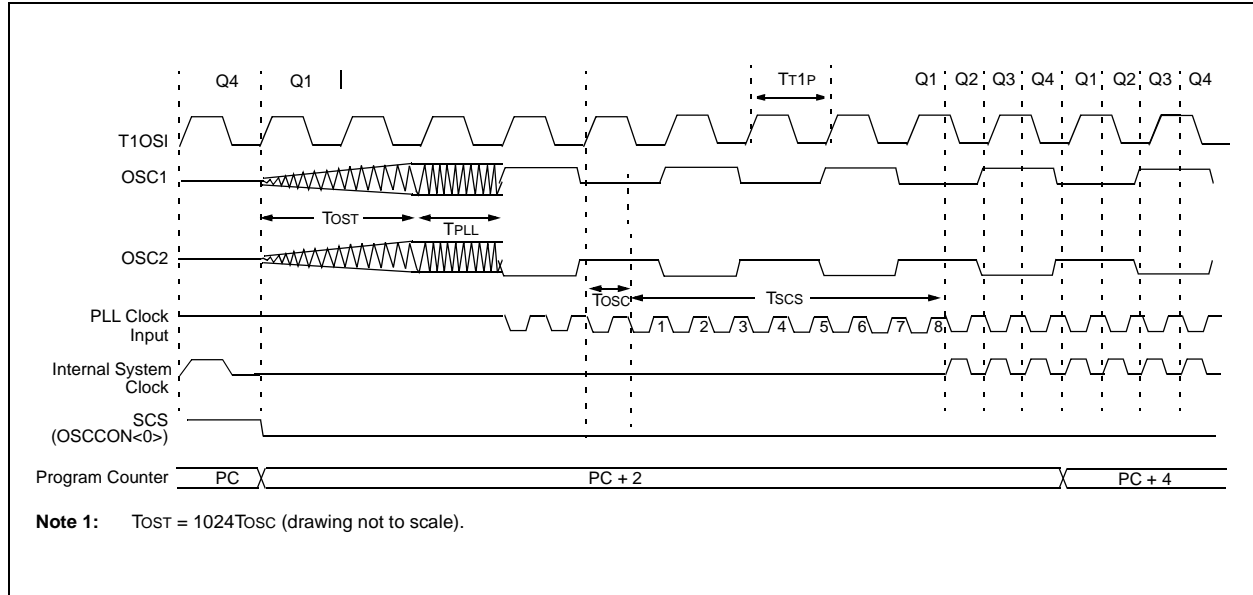 Q4 Q1 TT1P Q1 Q2 Q3 Q4 Q1 Q2 Q3 Q4
T1OSI
OSC1
TOST TPLL
OSC2
TOSC TSCS
PLL Clock
Input
1 2 3 4 5 6 7 8
Internal System
Clock
SCS
(OSCCON<0>)
Program Counter PC PC + 2 PC + 4
Note 1: TOST = 1024TOSC (drawing not to scale).